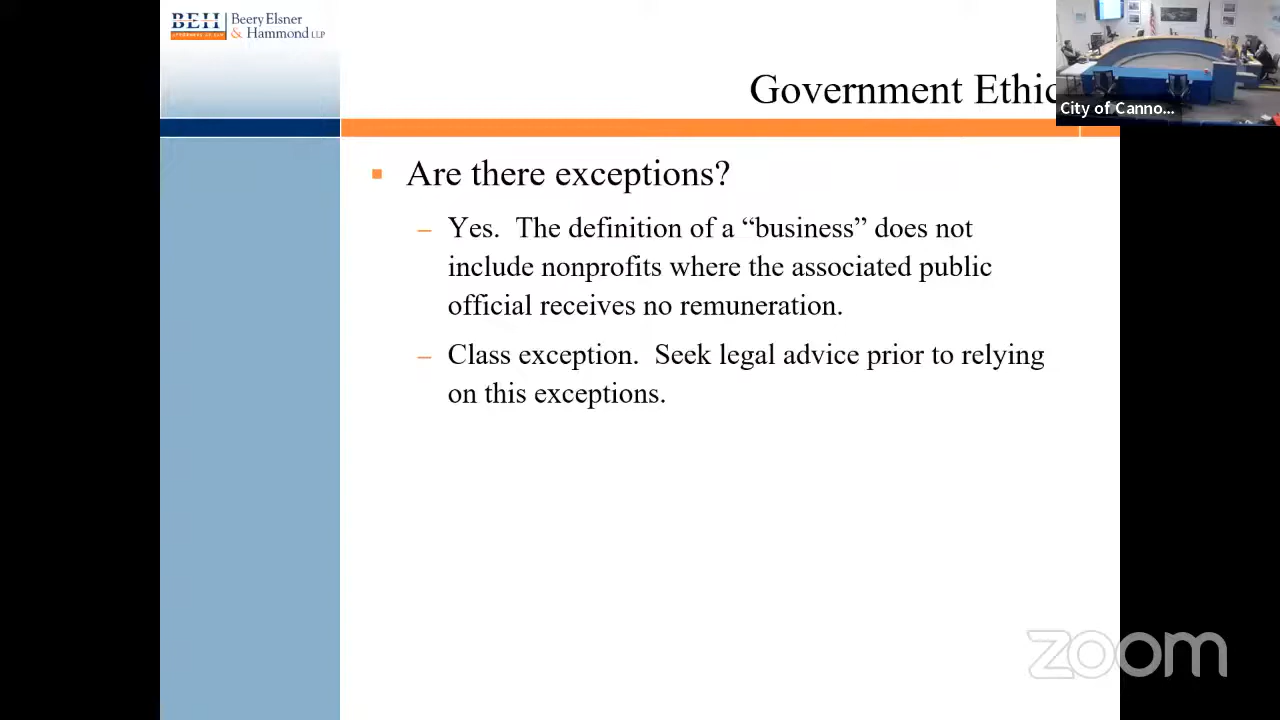 BEH
Beery Elsner
& Hammond LLP
Government Ethic
City of Canno...
Are there exceptions?
– Yes. The definition of a “business” does not
include nonprofits where the associated public
official receives no remuneration.
– Class exception. Seek legal advice prior to relying
on this exceptions.
zoom